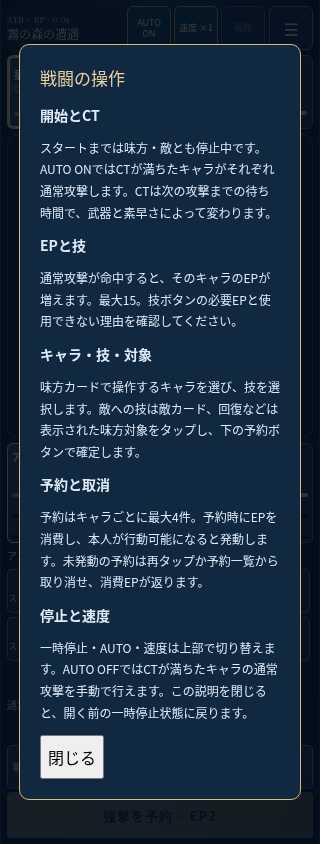 ATB × EP · 0.0s
霧の森の遭遇
AUTO
ON
速度 ×1
再開
戦闘の操作
開始とCT
スタートまでは味方・敵とも停止中です。
AUTO ONではCTが満ちたキャラがそれぞれ
通常攻撃します。CTは次の攻撃までの待ち
時間で、武器と素早さによって変わります。
EPと技
通常攻撃が命中すると、そのキャラのEPが
増えます。最大15。技ボタンの必要EPと使
用できない理由を確認してください。
キャラ・技・対象
味方カードで操作するキャラを選び、技を選
択します。敵への技は敵カード、回復などは
表示された味方対象をタップし、下の予約ボ
タンで確定します。
予約と取消
予約はキャラごとに最大4件。予約時にEPを
消費し、本人が行動可能になると発動しま
す。未発動の予約は再タップか予約一覧から
取り消せ、消費EPが返ります。
停止と速度
一時停止・AUTO・速度は上部で切り替えま
す。AUTO OFFではCTが満ちたキャラの通常
攻撃を手動で行えます。この説明を閉じる
と、開く前の一時停止状態に戻ります。
閉じる
強撃を予約 · EP2